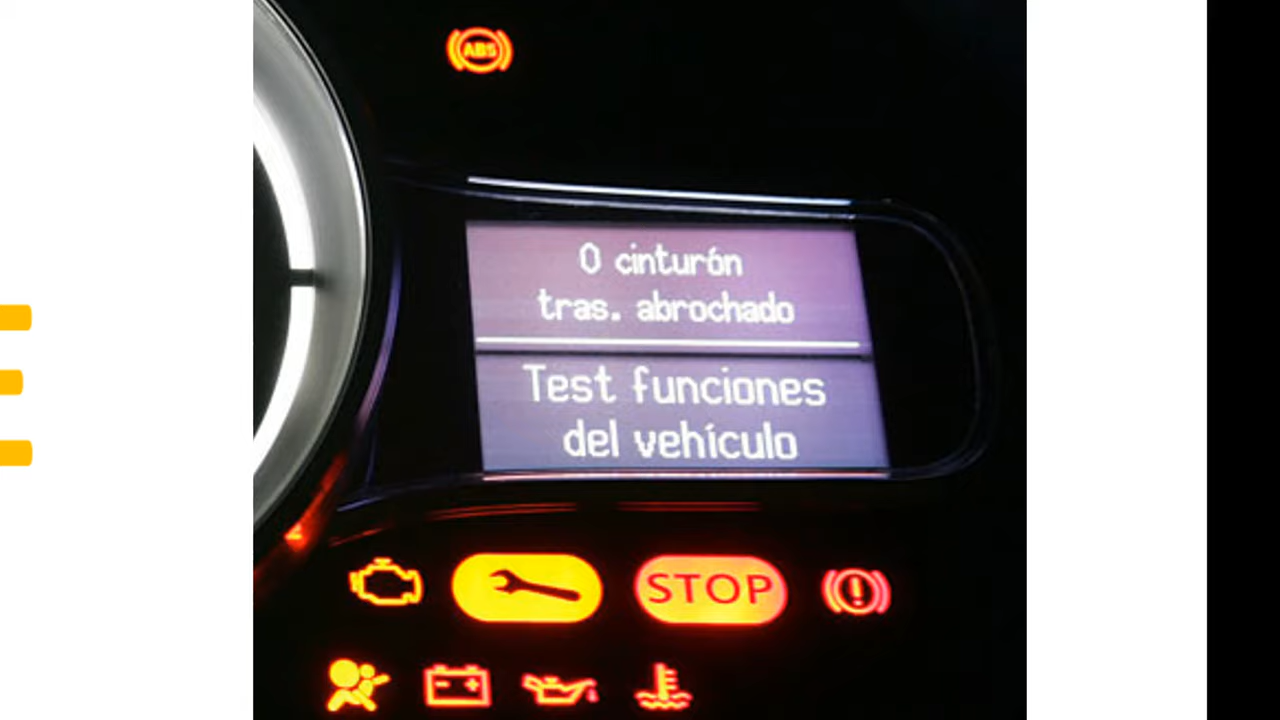 ABS
0 cinturón
tras. abrochado
Test funciones
del vehículo
STOP